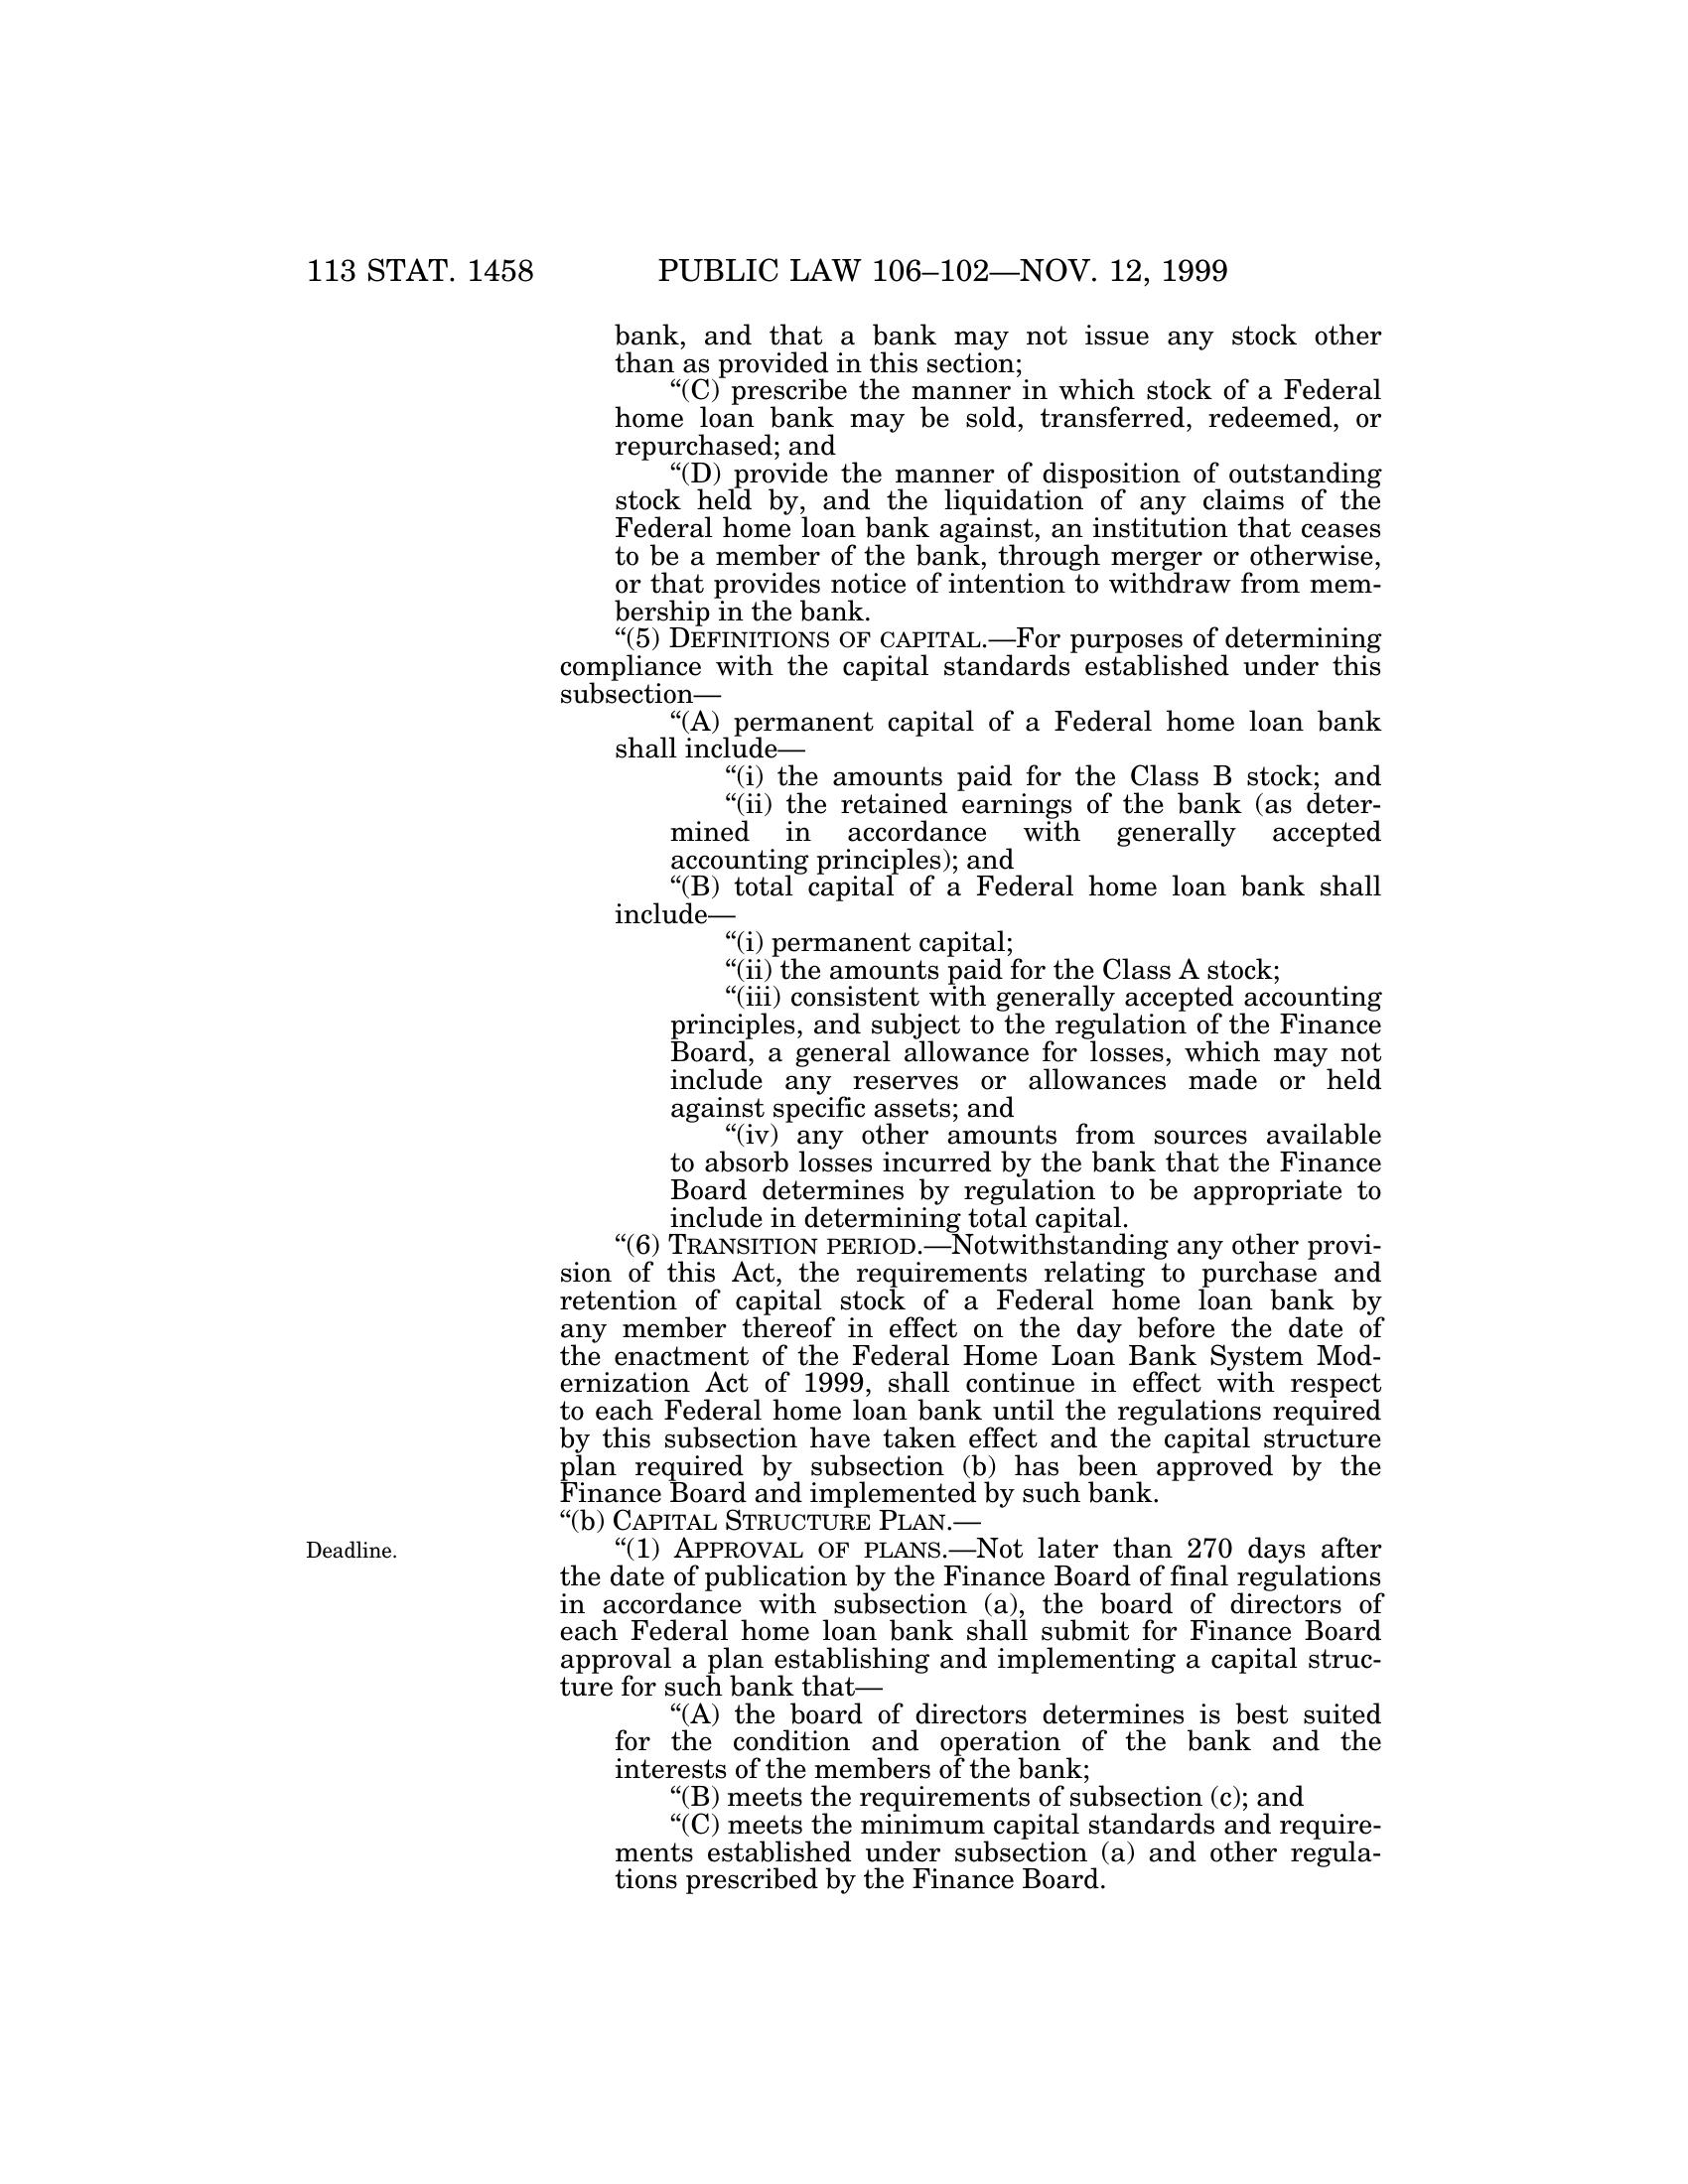 113 STAT. 1458 PUBLIC LAW 106–102—NOV. 12, 1999
bank, and that a bank may not issue any stock other
than as provided in this section;
“(C) prescribe the manner in which stock of a Federal
home loan bank may be sold, transferred, redeemed, or
repurchased; and
“(D) provide the manner of disposition of outstanding
stock held by, and the liquidation of any claims of the
Federal home loan bank against, an institution that ceases
to be a member of the bank, through merger or otherwise,
or that provides notice of intention to withdraw from mem-
bership in the bank.
“(5) DEFINITIONS OF CAPITAL.—For purposes of determining
compliance with the capital standards established under this
subsection—
“(A) permanent capital of a Federal home loan bank
shall include—
“(i) the amounts paid for the Class B stock; and
“(ii) the retained earnings of the bank (as deter-
mined in accordance with generally accepted
accounting principles); and
“(B) total capital of a Federal home loan bank shall
include—
“(i) permanent capital;
“(ii) the amounts paid for the Class A stock;
“(iii) consistent with generally accepted accounting
principles, and subject to the regulation of the Finance
Board, a general allowance for losses, which may not
include any reserves or allowances made or held
against specific assets; and
“(iv) any other amounts from sources available
to absorb losses incurred by the bank that the Finance
Board determines by regulation to be appropriate to
include in determining total capital.
“(6) TRANSITION PERIOD.—Notwithstanding any other provi-
sion of this Act, the requirements relating to purchase and
retention of capital stock of a Federal home loan bank by
any member thereof in effect on the day before the date of
the enactment of the Federal Home Loan Bank System Mod-
ernization Act of 1999, shall continue in effect with respect
to each Federal home loan bank until the regulations required
by this subsection have taken effect and the capital structure
plan required by subsection (b) has been approved by the
Finance Board and implemented by such bank.
“(b) CAPITAL STRUCTURE PLAN.—
Deadline. “(1) APPROVAL OF PLANS.—Not later than 270 days after
the date of publication by the Finance Board of final regulations
in accordance with subsection (a), the board of directors of
each Federal home loan bank shall submit for Finance Board
approval a plan establishing and implementing a capital struc-
ture for such bank that—
“(A) the board of directors determines is best suited
for the condition and operation of the bank and the
interests of the members of the bank;
“(B) meets the requirements of subsection (c); and
“(C) meets the minimum capital standards and require-
ments established under subsection (a) and other regula-
tions prescribed by the Finance Board.